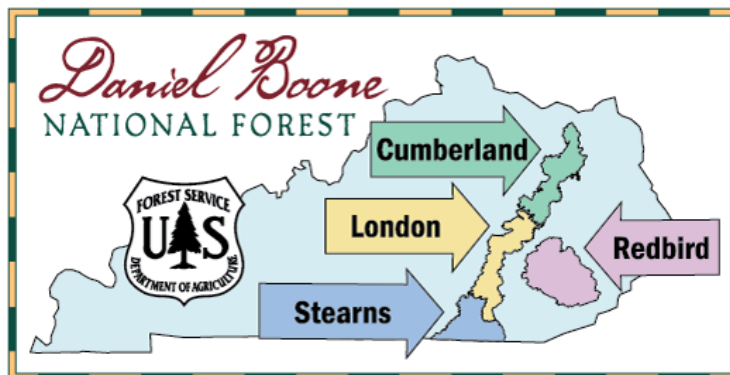 Daniel Boone
NATIONAL FOREST
Cumberland
FOREST SERVICE
U S
DEPARTMENT OF AGRICULTURE
London
Redbird
Stearns